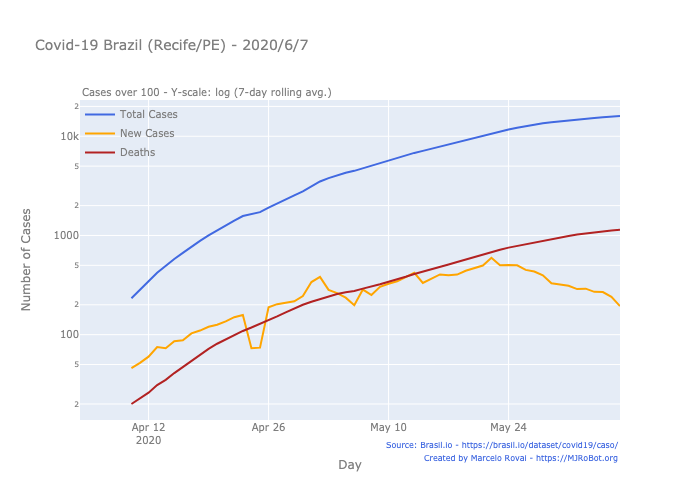 Covid-19 Brazil (Recife/PE) - 2020/6/7
Cases over 100 - Y-scale: log (7-day rolling avg.)
Total Cases
New Cases
Deaths
2
10k
5
2
1000
5
2
100
5
2
Number of Cases
Apr 12
2020
Apr 26
May 10
May 24
Day
Source: Brasil.io - https://brasil.io/dataset/covid19/caso/
Created by Marcelo Rovai - https://MJRoBot.org